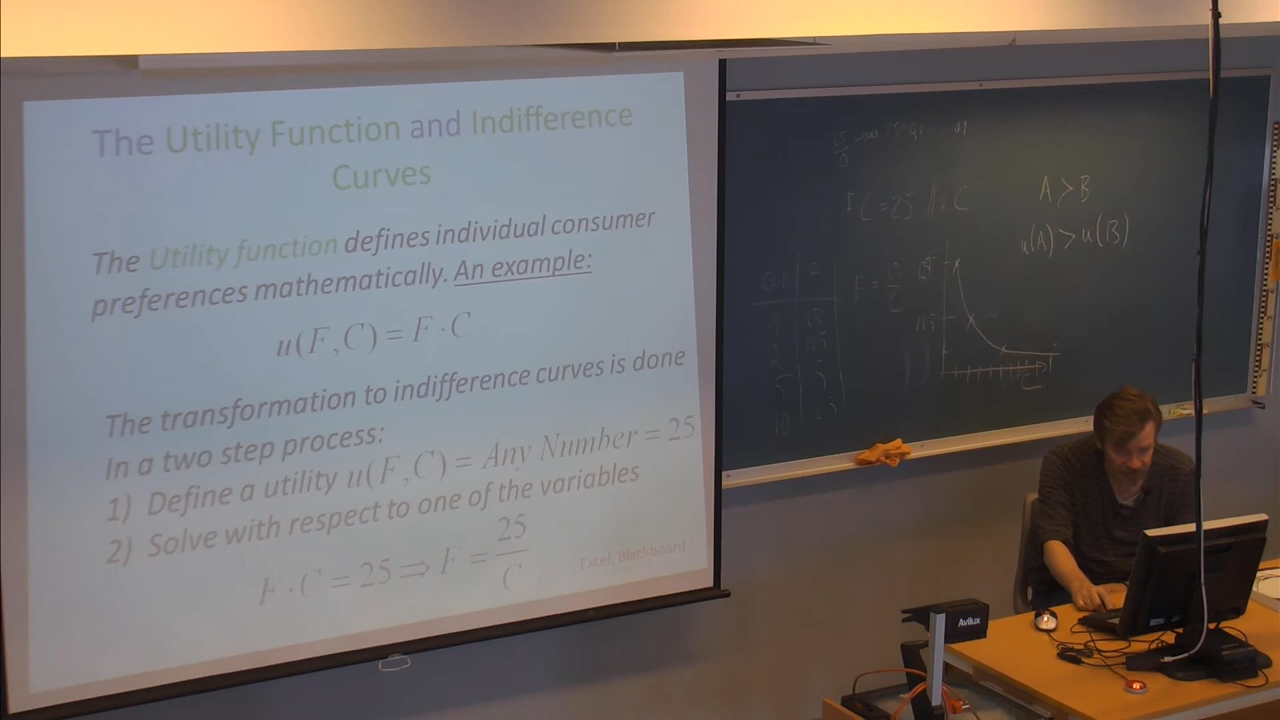 The Utility Function and Indifference
Curves
The Utility function defines individual consumer
preferences mathematically. An example:
u(F,C) = F · C
The transformation to indifference curves is done
In a two step process:
1) Define a utility u(F,C) = Any Number = 25
2) Solve with respect to one of the variables
F · C = 25 ⇒ F = 25/C
Excel, Blackboard
A > B
u(A) > u(B)
F C = 25
C
Avilux